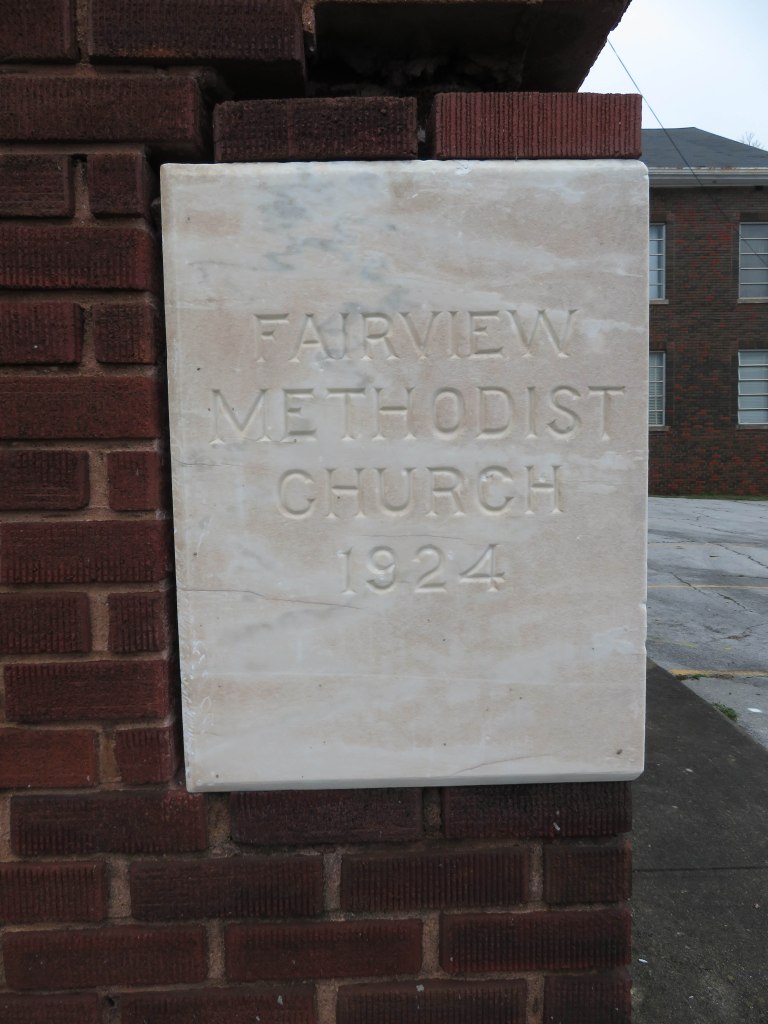 FAIRVIEW
METHODIST
CHURCH
1924